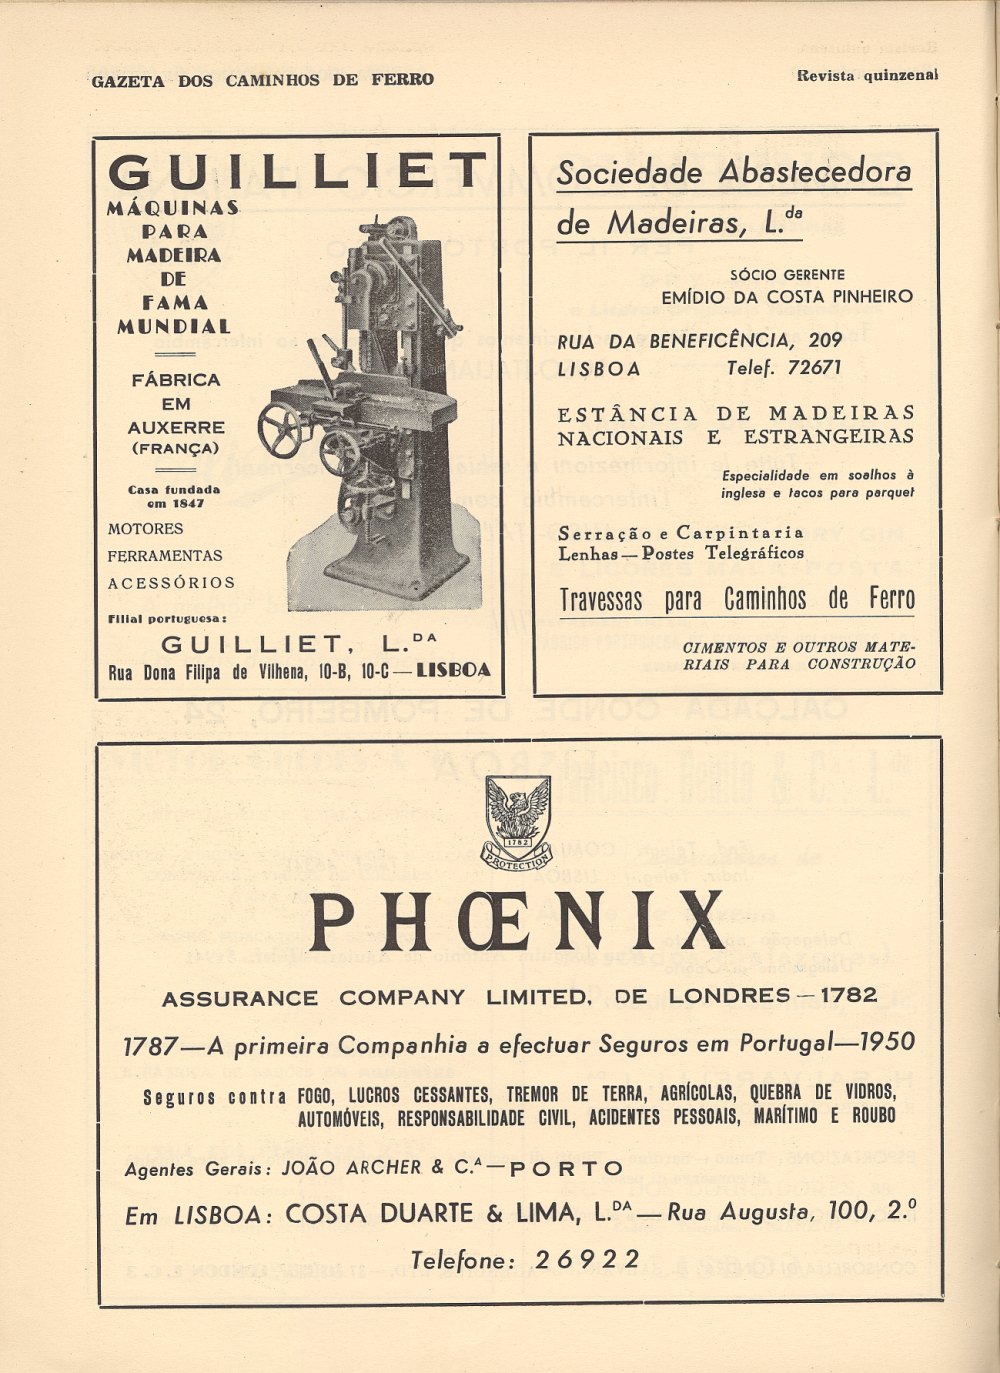 GAZETA DOS CAMINHOS DE FERRO
Revista quinzenal
GUILLIET
MÁQUINAS
PARA
MADEIRA
DE
FAMA
MUNDIAL
FÁBRICA
EM
AUXERRE
(FRANÇA)
Casa fundada
em 1847
MOTORES
FERRAMENTAS
ACESSÓRIOS
Filial portuguesa:
GUILLIET, L.DA
Rua Dona Filipa de Vilhena, 10-B, 10-C — LISBOA
Sociedade Abastecedora
de Madeiras, L.da
SÓCIO GERENTE
EMÍDIO DA COSTA PINHEIRO
RUA DA BENEFICÊNCIA, 209
LISBOA Telef. 72671
ESTÂNCIA DE MADEIRAS
NACIONAIS E ESTRANGEIRAS
Especialidade em soalhos à
inglesa e tacos para parquet
Serração e Carpintaria
Lenhas — Postes Telegráficos
Travessas para Caminhos de Ferro
CIMENTOS E OUTROS MATE-
RIAIS PARA CONSTRUÇÃO
1782
PROTECTION
PHŒNIX
ASSURANCE COMPANY LIMITED, DE LONDRES — 1782
1787—A primeira Companhia a efectuar Seguros em Portugal—1950
Seguros contra FOGO, LUCROS CESSANTES, TREMOR DE TERRA, AGRÍCOLAS, QUEBRA DE VIDROS,
AUTOMÓVEIS, RESPONSABILIDADE CIVIL, ACIDENTES PESSOAIS, MARÍTIMO E ROUBO
Agentes Gerais: JOÃO ARCHER & C.A — PORTO
Em LISBOA: COSTA DUARTE & LIMA, L.DA — Rua Augusta, 100, 2.º
Telefone: 26922